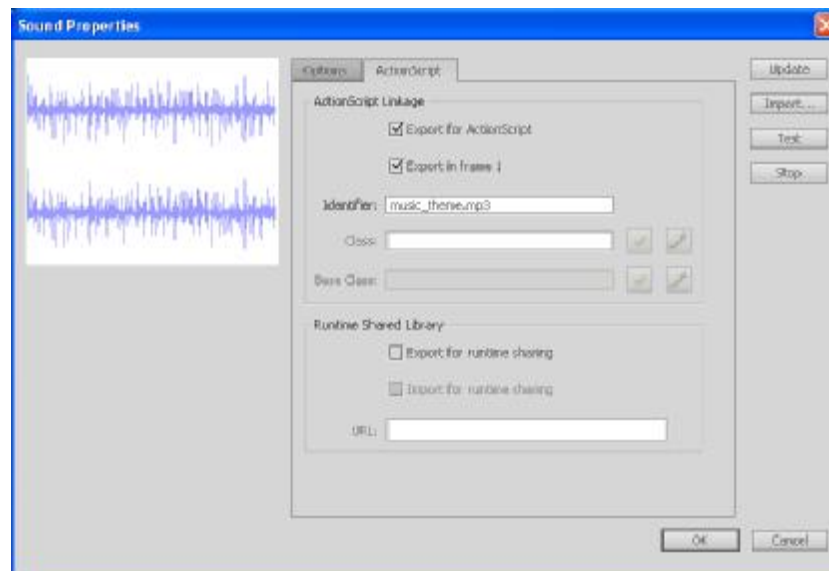 Sound Properties
Options
ActionScript
Update
Import...
Test
Stop
ActionScript Linkage
Export for ActionScript
Export in frame 1
Identifier: music_theme.mp3
Class:
Base Class:
Runtime Shared Library
Export for runtime sharing
Import for runtime sharing
URL:
OK
Cancel